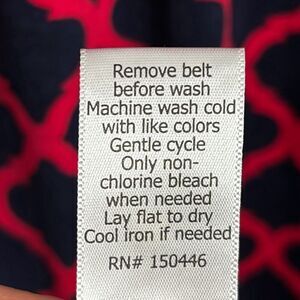 Remove belt
before wash
Machine wash cold
with like colors
Gentle cycle
Only non-
chlorine bleach
when needed
Lay flat to dry
Cool iron if needed
RN# 150446